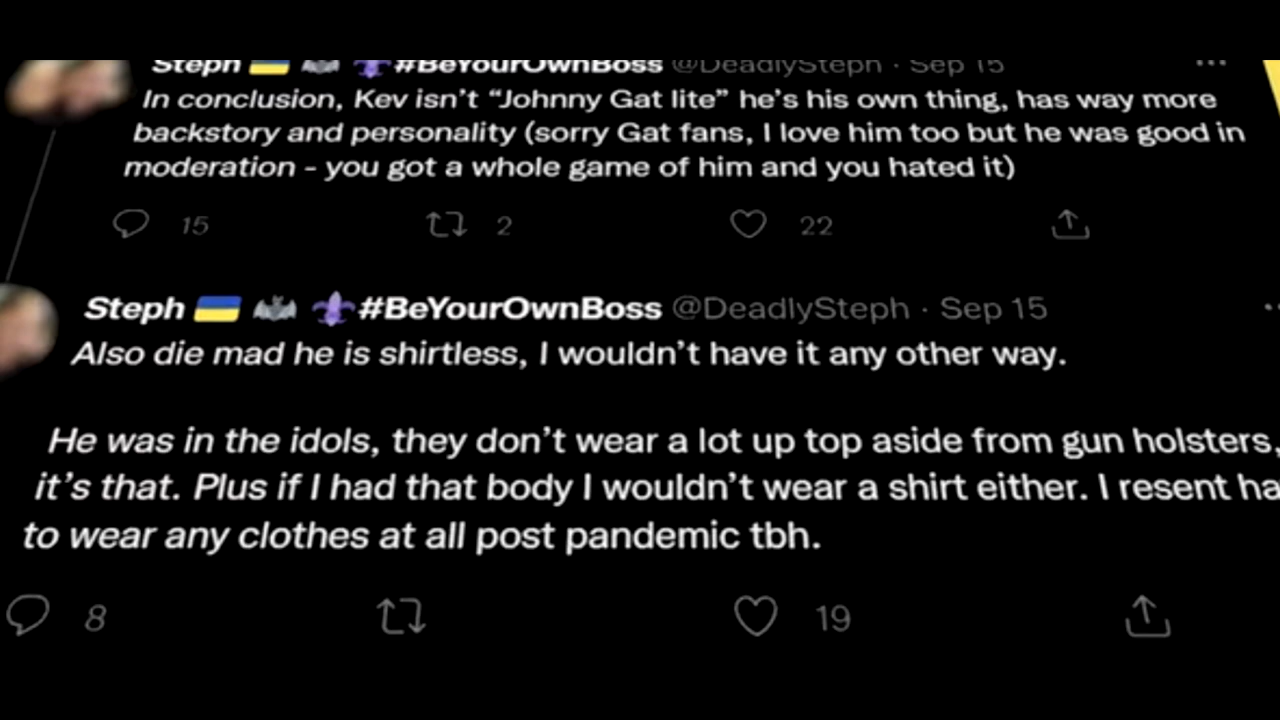 Steph #BeYourOwnBoss @DeadlySteph · Sep 15
In conclusion, Kev isn’t “Johnny Gat lite” he’s his own thing, has way more
backstory and personality (sorry Gat fans, I love him too but he was good in
moderation - you got a whole game of him and you hated it)
15 2 22
Steph #BeYourOwnBoss @DeadlySteph · Sep 15
Also die mad he is shirtless, I wouldn’t have it any other way.
He was in the idols, they don’t wear a lot up top aside from gun holsters,
it’s that. Plus if I had that body I wouldn’t wear a shirt either. I resent ha
to wear any clothes at all post pandemic tbh.
8 19